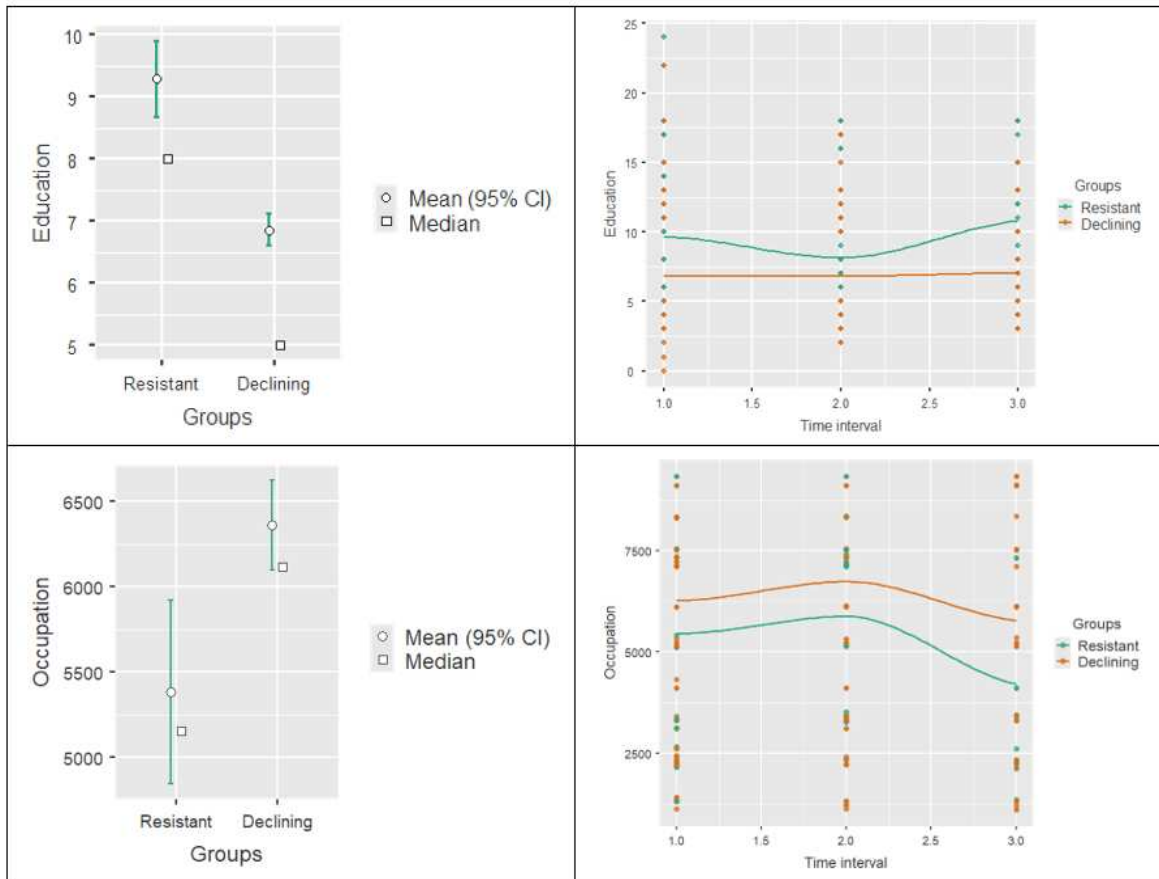 10
9
8
7
6
5
Education
Resistant Declining
Groups
Mean (95% CI)
Median
25
20
15
10
5
0
Education
1.0 1.5 2.0 2.5 3.0
Time interval
Groups
Resistant
Declining
6500
6000
5500
5000
Occupation
Resistant Declining
Groups
Mean (95% CI)
Median
7500
5000
2500
Occupation
1.0 1.5 2.0 2.5 3.0
Time interval
Groups
Resistant
Declining